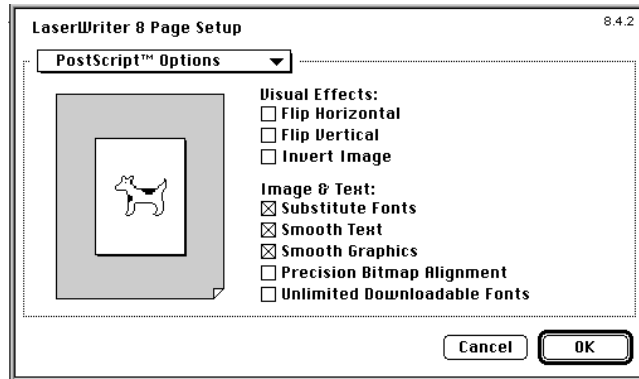 LaserWriter 8 Page Setup
8.4.2
PostScript™ Options
Visual Effects:
Flip Horizontal
Flip Vertical
Invert Image
Image & Text:
Substitute Fonts
Smooth Text
Smooth Graphics
Precision Bitmap Alignment
Unlimited Downloadable Fonts
Cancel
OK